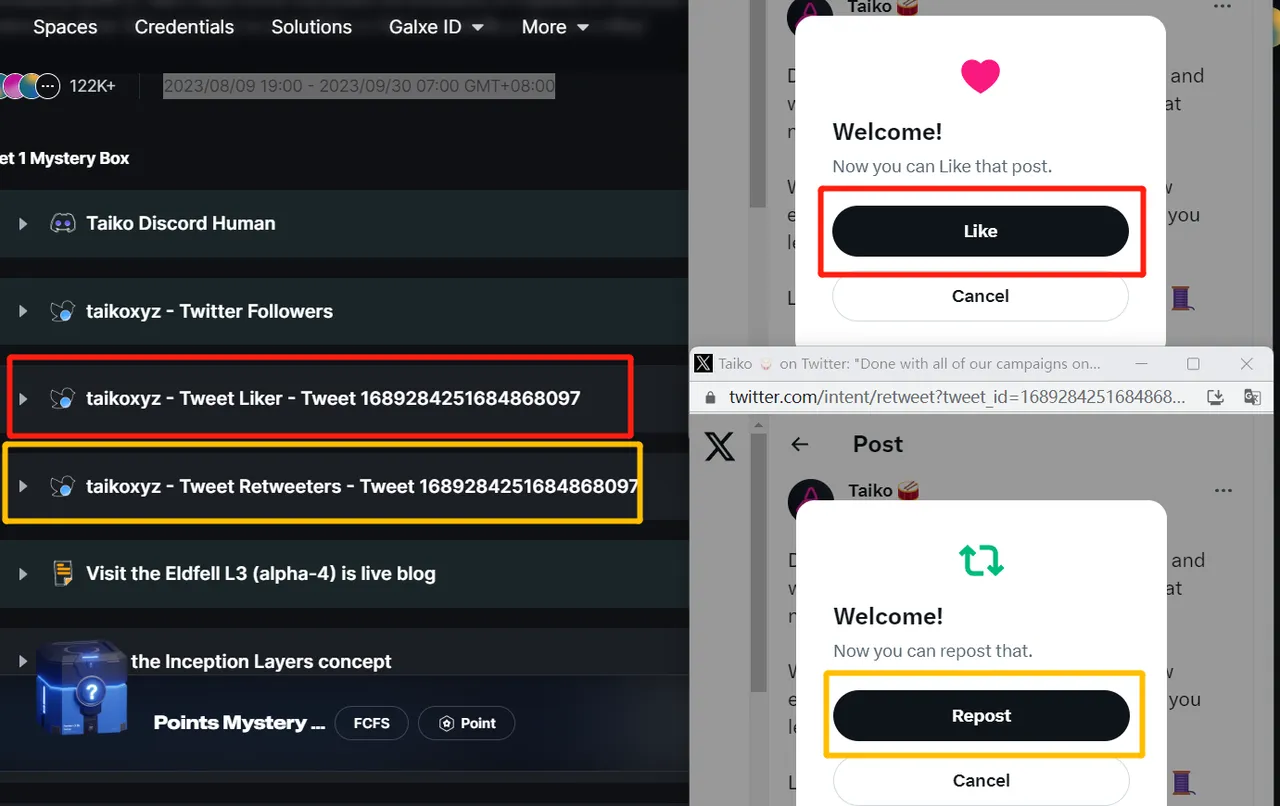 Spaces Credentials Solutions Galxe ID More
122K+ 2023/08/09 19:00 - 2023/09/30 07:00 GMT+08:00
et 1 Mystery Box
Taiko Discord Human
taikoxyz - Twitter Followers
taikoxyz - Tweet Liker - Tweet 1689284251684868097
taikoxyz - Tweet Retweeters - Tweet 1689284251684868097
Visit the Eldfell L3 (alpha-4) is live blog
the Inception Layers concept
Points Mystery ... FCFS Point
Taiko 🥁
and
at
Welcome!
Now you can Like that post.
you
Like
Cancel
Taiko 🥁 on Twitter: "Done with all of our campaigns on...
twitter.com/intent/retweet?tweet_id=1689284251684868...
Post
Taiko 🥁
and
at
Welcome!
Now you can repost that.
you
Repost
Cancel